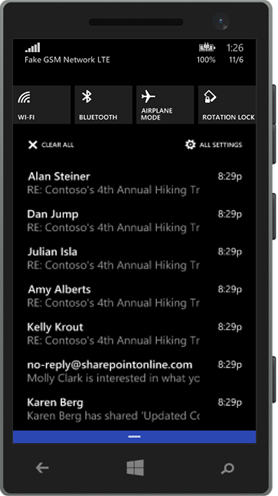 1:26
Fake GSM Network LTE
100%
11/6
WI-FI
BLUETOOTH
AIRPLANE
MODE
ROTATION LOCK
CLEAR ALL
ALL SETTINGS
Alan Steiner 8:29p
RE: Contoso's 4th Annual Hiking Tr
Dan Jump 8:29p
RE: Contoso's 4th Annual Hiking Tr
Julian Isla 8:29p
RE: Contoso's 4th Annual Hiking Tr
Amy Alberts 8:29p
RE: Contoso's 4th Annual Hiking Tr
Kelly Krout 8:29p
RE: Contoso's 4th Annual Hiking Tr
no-reply@sharepointonline.com 8:29p
Molly Clark is interested in what yo
Karen Berg 8:29p
Karen Berg has shared 'Updated Co